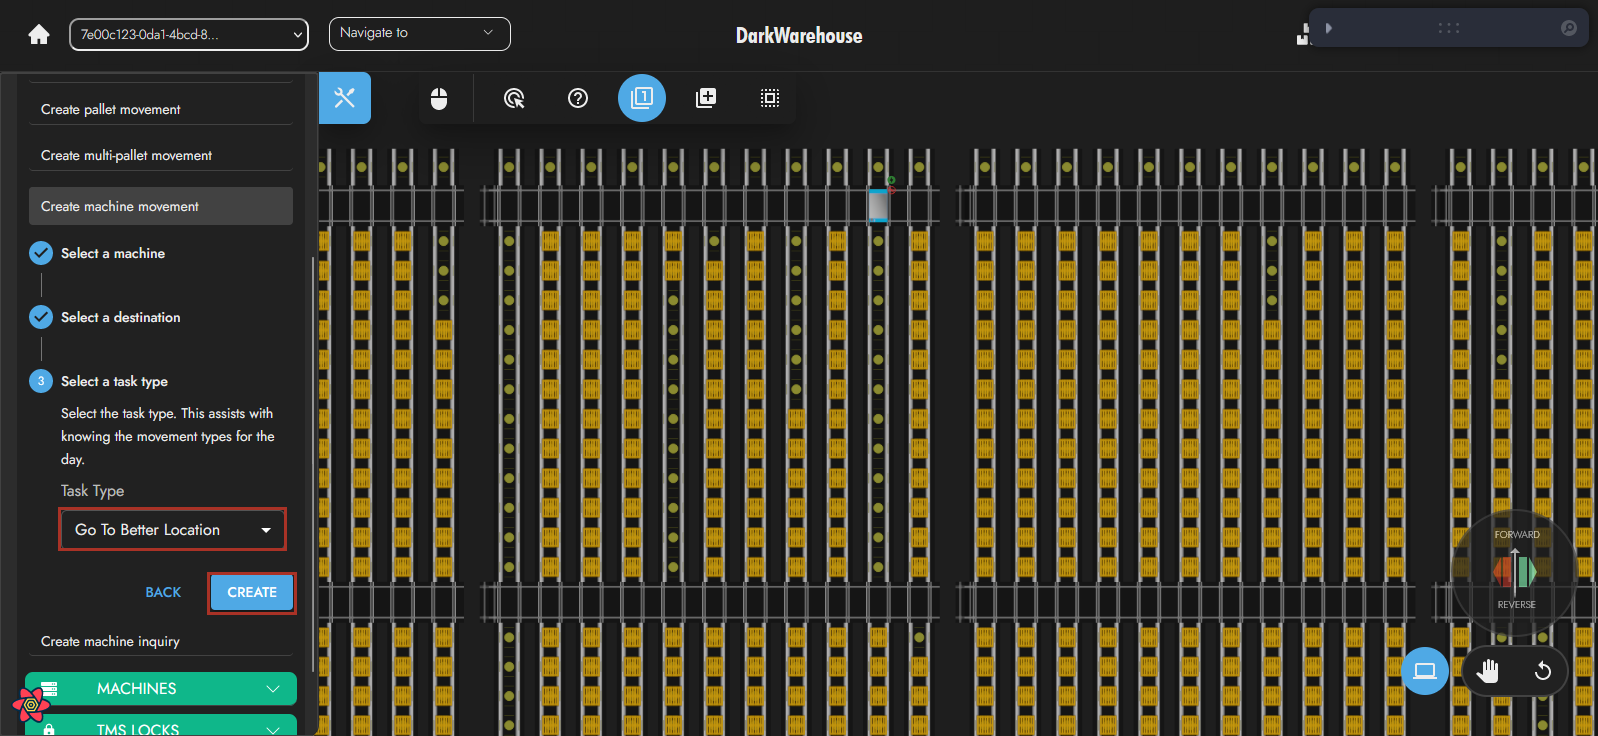 7e00c123-0da1-4bcd-8...
Navigate to
DarkWarehouse
Create pallet movement
Create multi-pallet movement
Create machine movement
Select a machine
Select a destination
3 Select a task type
Select the task type. This assists with
knowing the movement types for the
day.
Task Type
Go To Better Location
BACK
CREATE
Create machine inquiry
MACHINES
TMS LOCKS
1
FORWARD
REVERSE